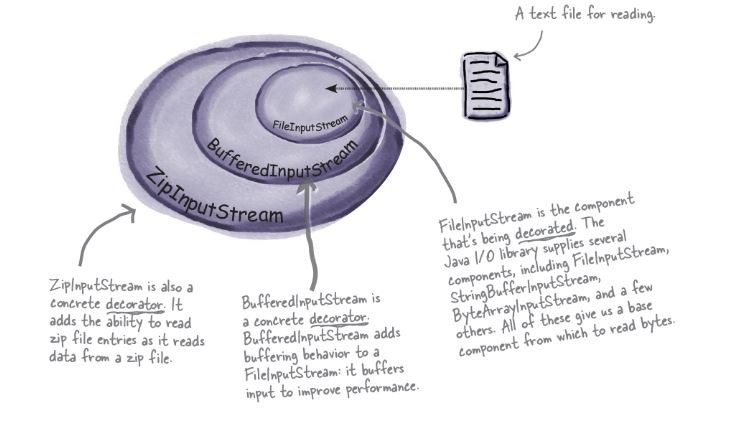 A text file for reading.
FileInputStream
BufferedInputStream
ZipInputStream
FileInputStream is the component
that's being decorated. The
Java I/O library supplies several
components, including FileInputStream,
StringBufferInputStream,
ByteArrayInputStream, and a few
others. All of these give us a base
component from which to read bytes.
ZipInputStream is also a
concrete decorator. It
adds the ability to read
zip file entries as it reads
data from a zip file.
BufferedInputStream is
a concrete decorator.
BufferedInputStream adds
buffering behavior to a
FileInputStream: it buffers
input to improve performance.